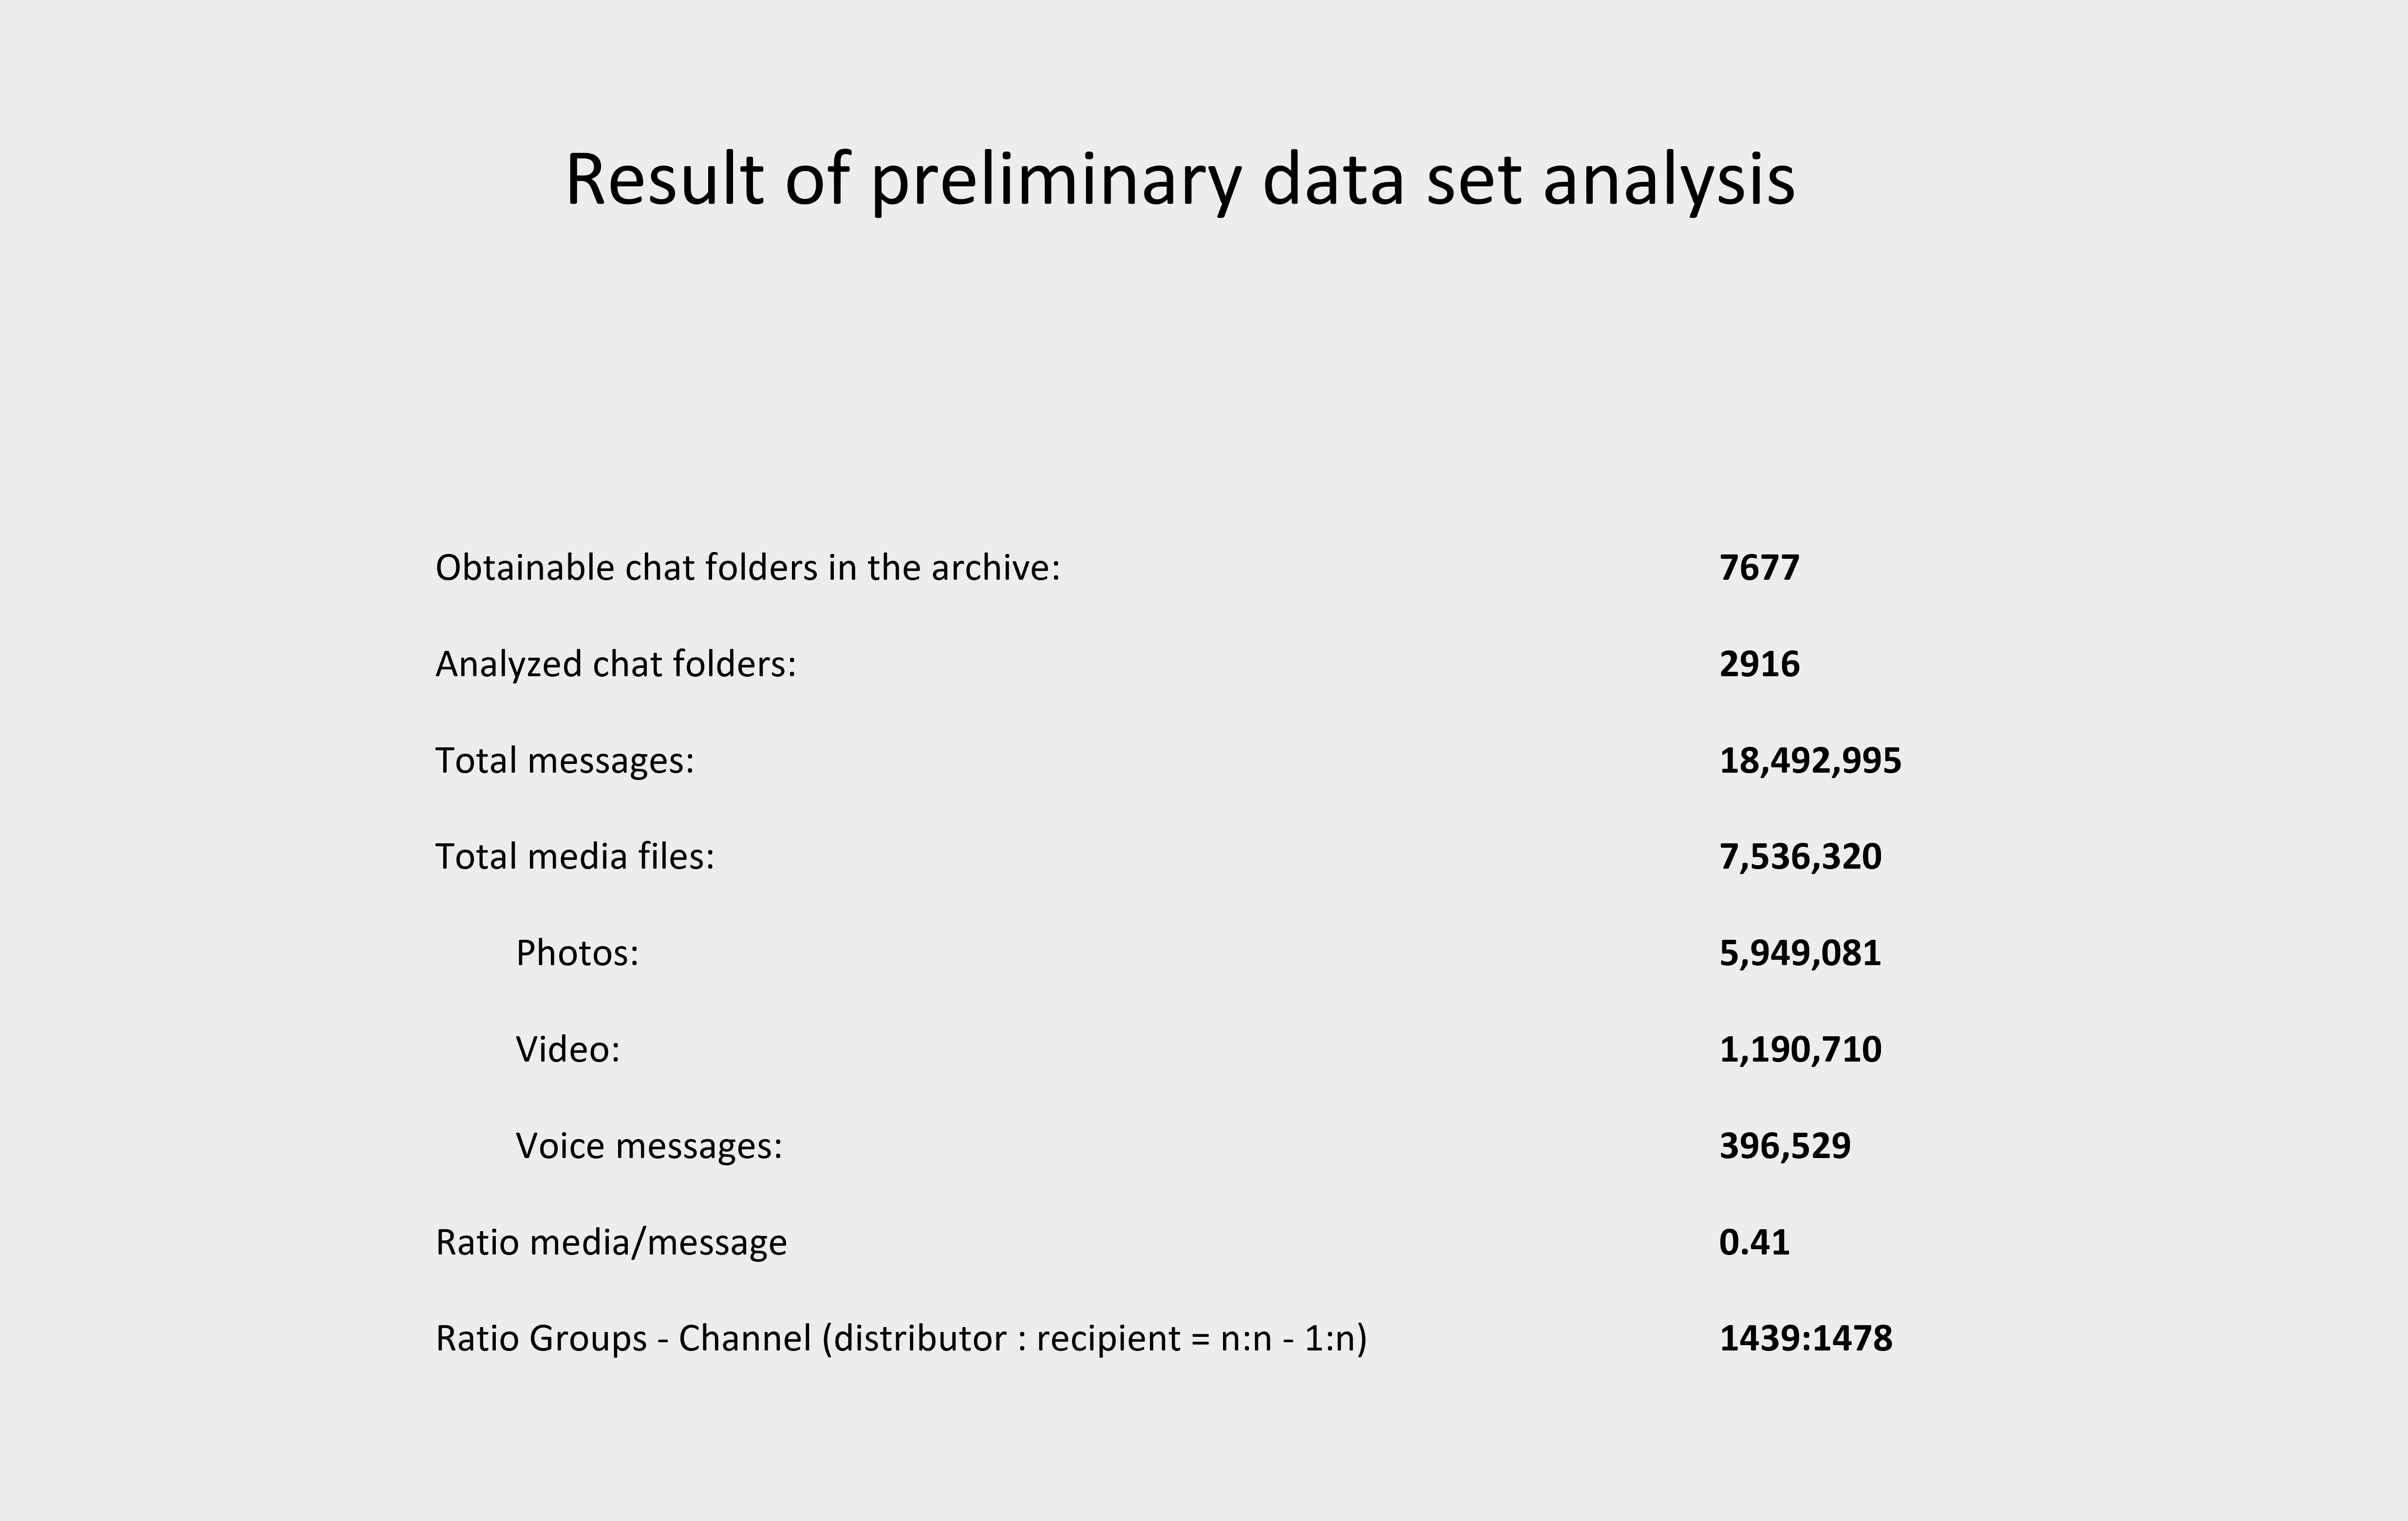 Result of preliminary data set analysis
Obtainable chat folders in the archive: 7677
Analyzed chat folders: 2916
Total messages: 18,492,995
Total media files: 7,536,320
Photos: 5,949,081
Video: 1,190,710
Voice messages: 396,529
Ratio media/message 0.41
Ratio Groups - Channel (distributor : recipient = n:n - 1:n) 1439:1478